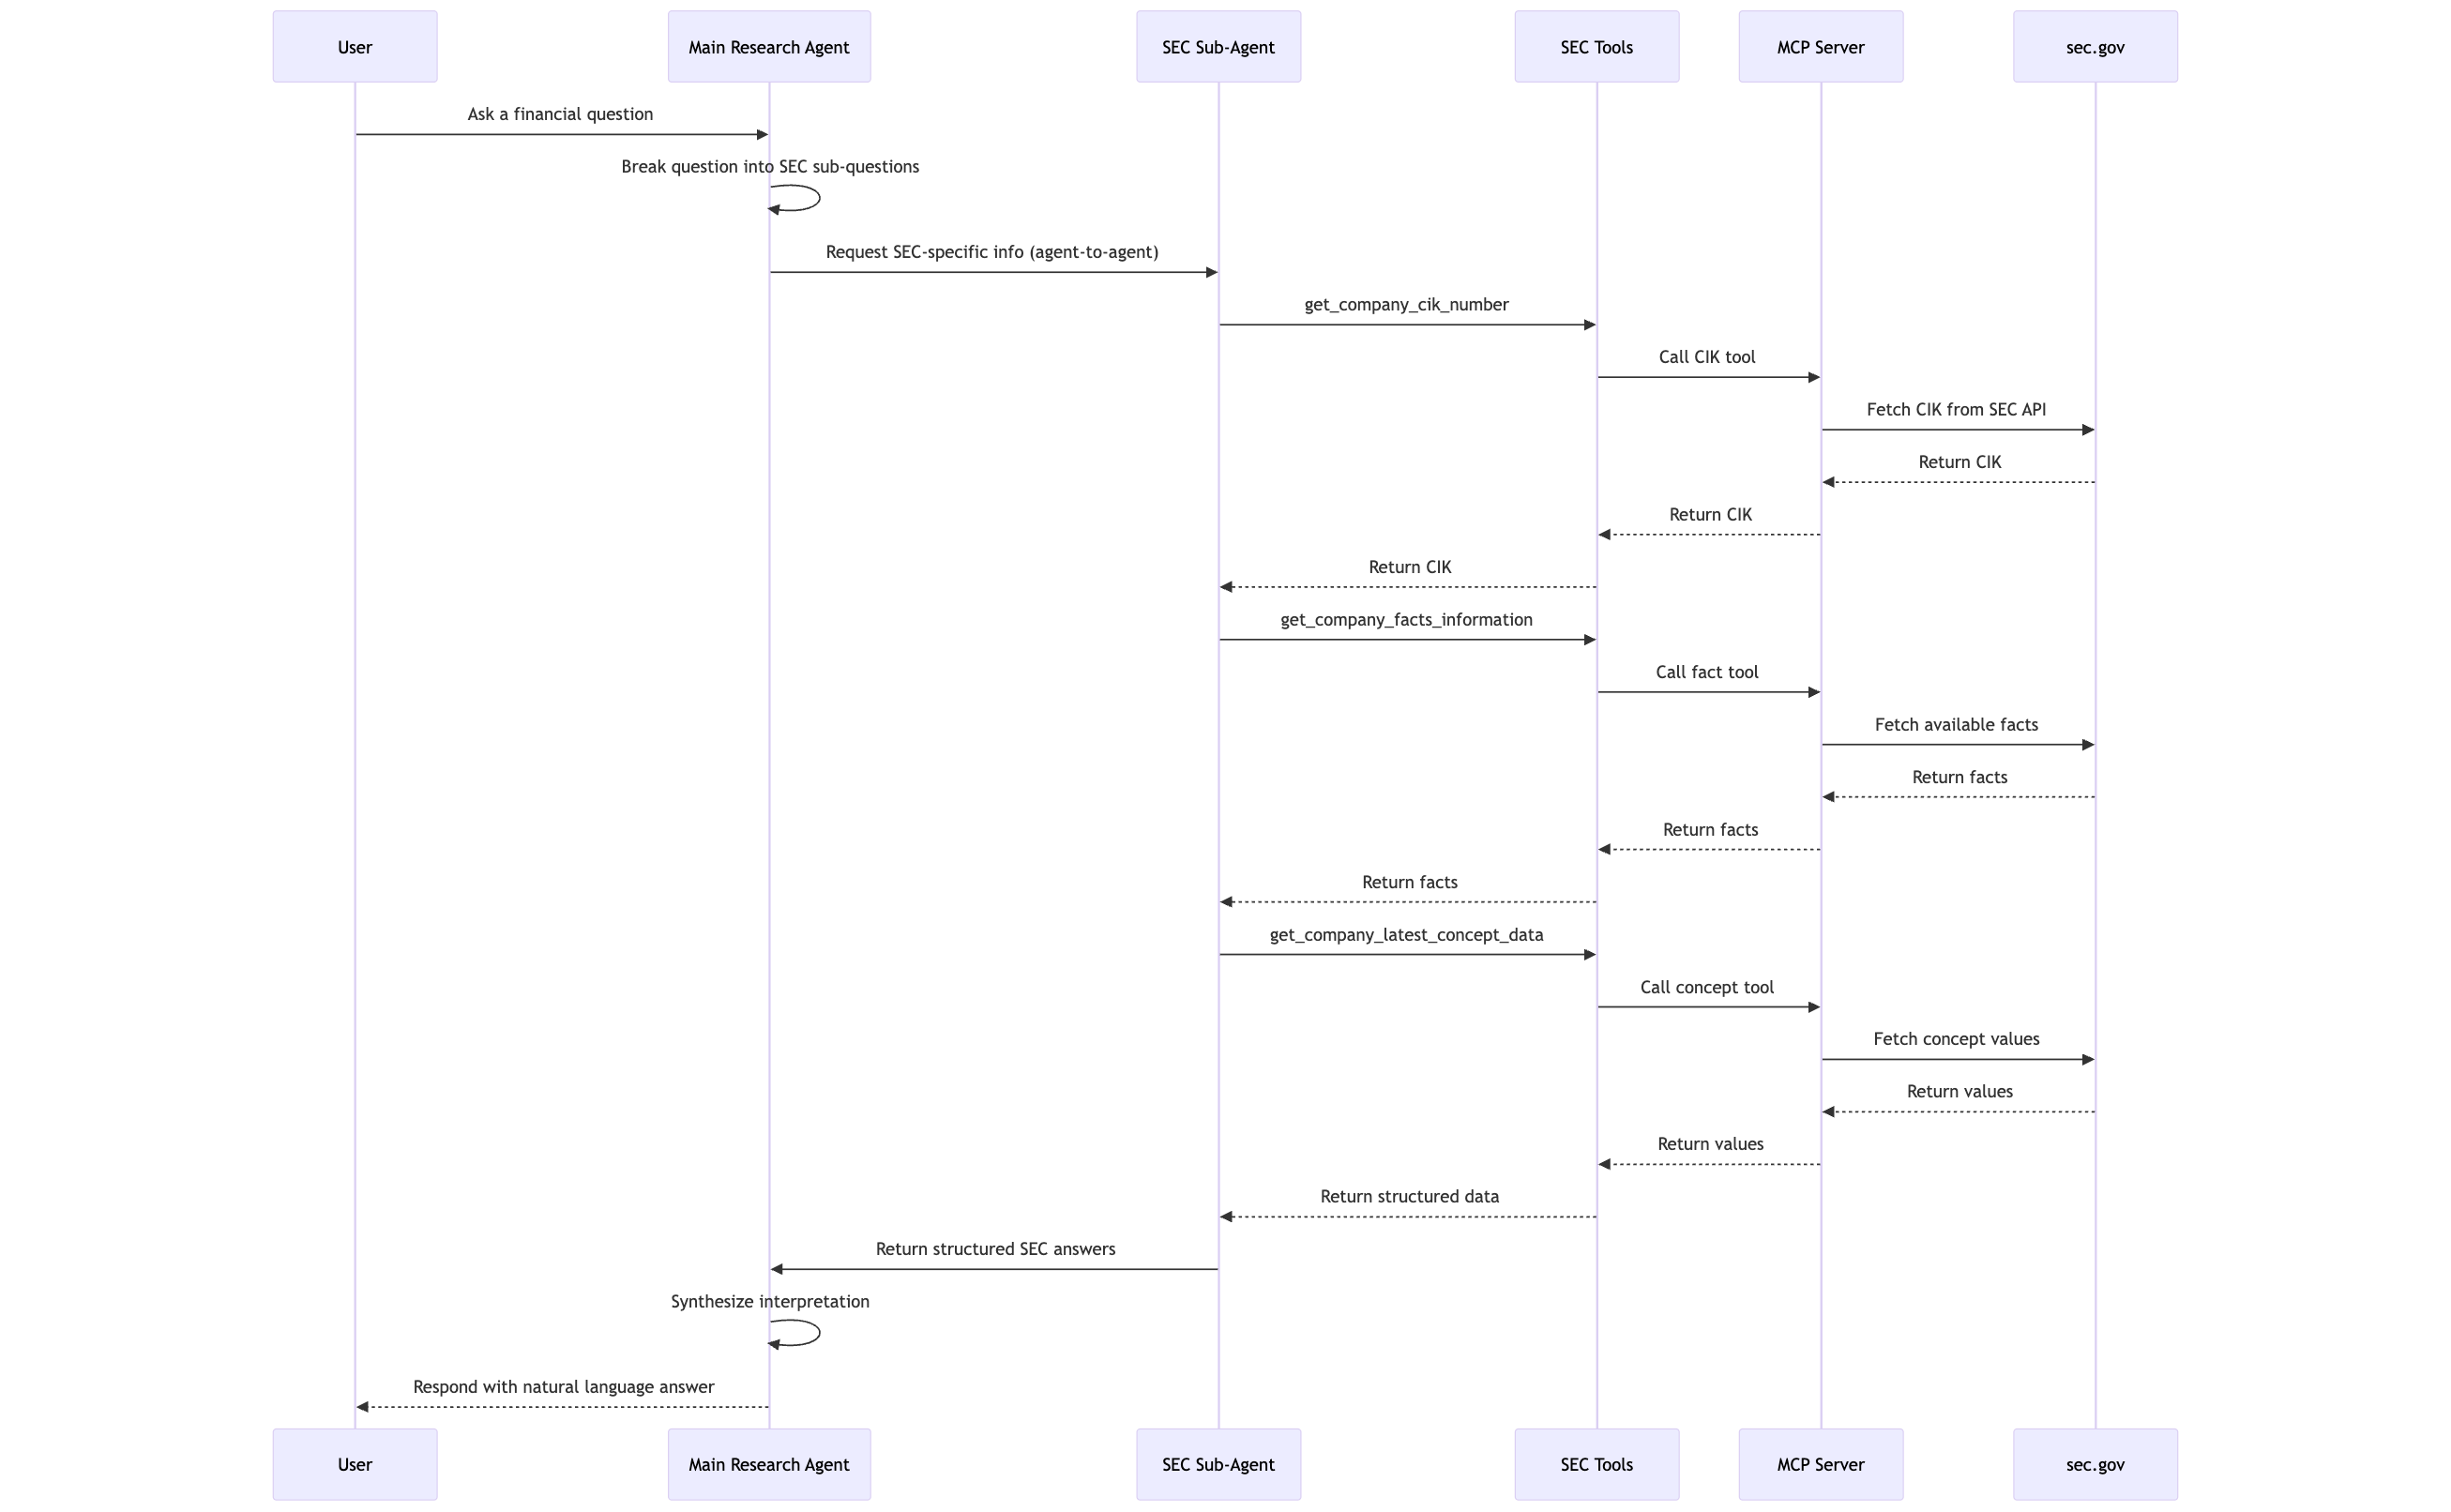 User
Main Research Agent
SEC Sub-Agent
SEC Tools
MCP Server
sec.gov
Ask a financial question
Break question into SEC sub-questions
Request SEC-specific info (agent-to-agent)
get_company_cik_number
Call CIK tool
Fetch CIK from SEC API
Return CIK
Return CIK
Return CIK
get_company_facts_information
Call fact tool
Fetch available facts
Return facts
Return facts
Return facts
get_company_latest_concept_data
Call concept tool
Fetch concept values
Return values
Return values
Return structured data
Return structured SEC answers
Synthesize interpretation
Respond with natural language answer
User
Main Research Agent
SEC Sub-Agent
SEC Tools
MCP Server
sec.gov